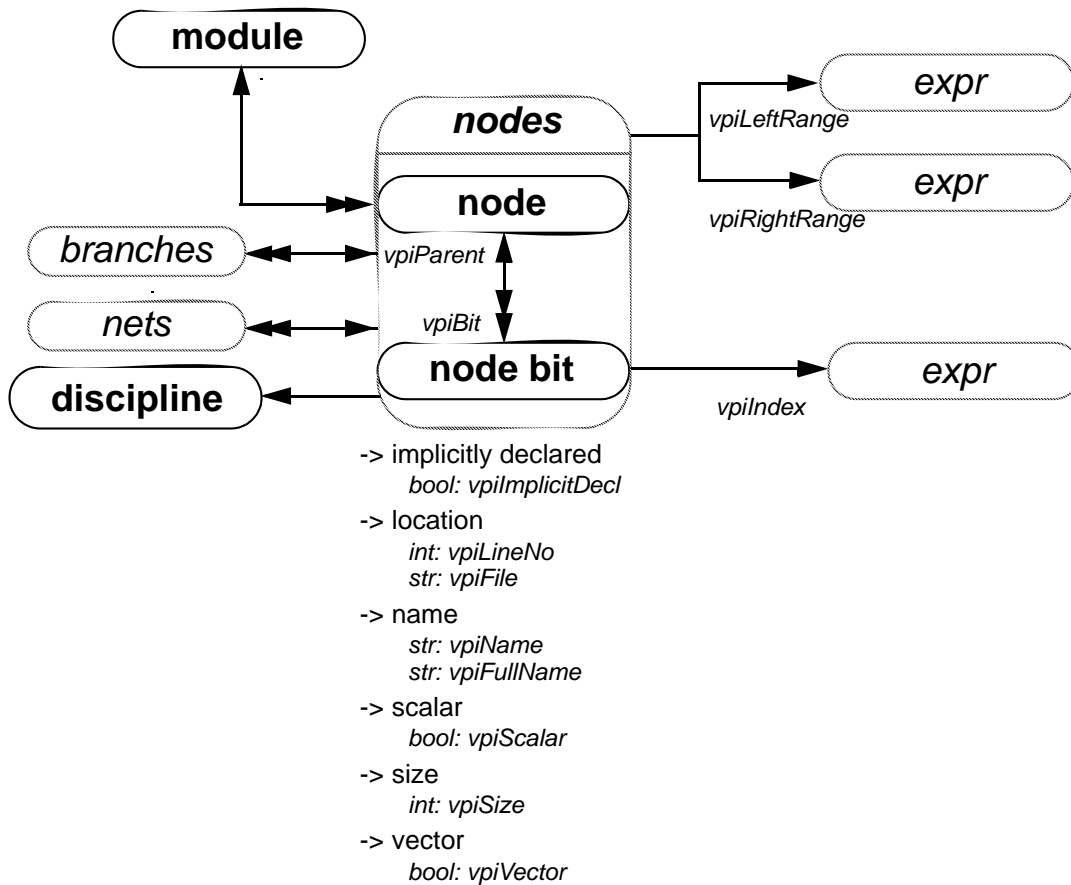 module
nodes
expr
vpiLeftRange
expr
vpiRightRange
node
branches
vpiParent
nets
vpiBit
node bit
discipline
expr
vpiIndex
-> implicitly declared
bool: vpiImplicitDecl
-> location
int: vpiLineNo
str: vpiFile
-> name
str: vpiName
str: vpiFullName
-> scalar
bool: vpiScalar
-> size
int: vpiSize
-> vector
bool: vpiVector